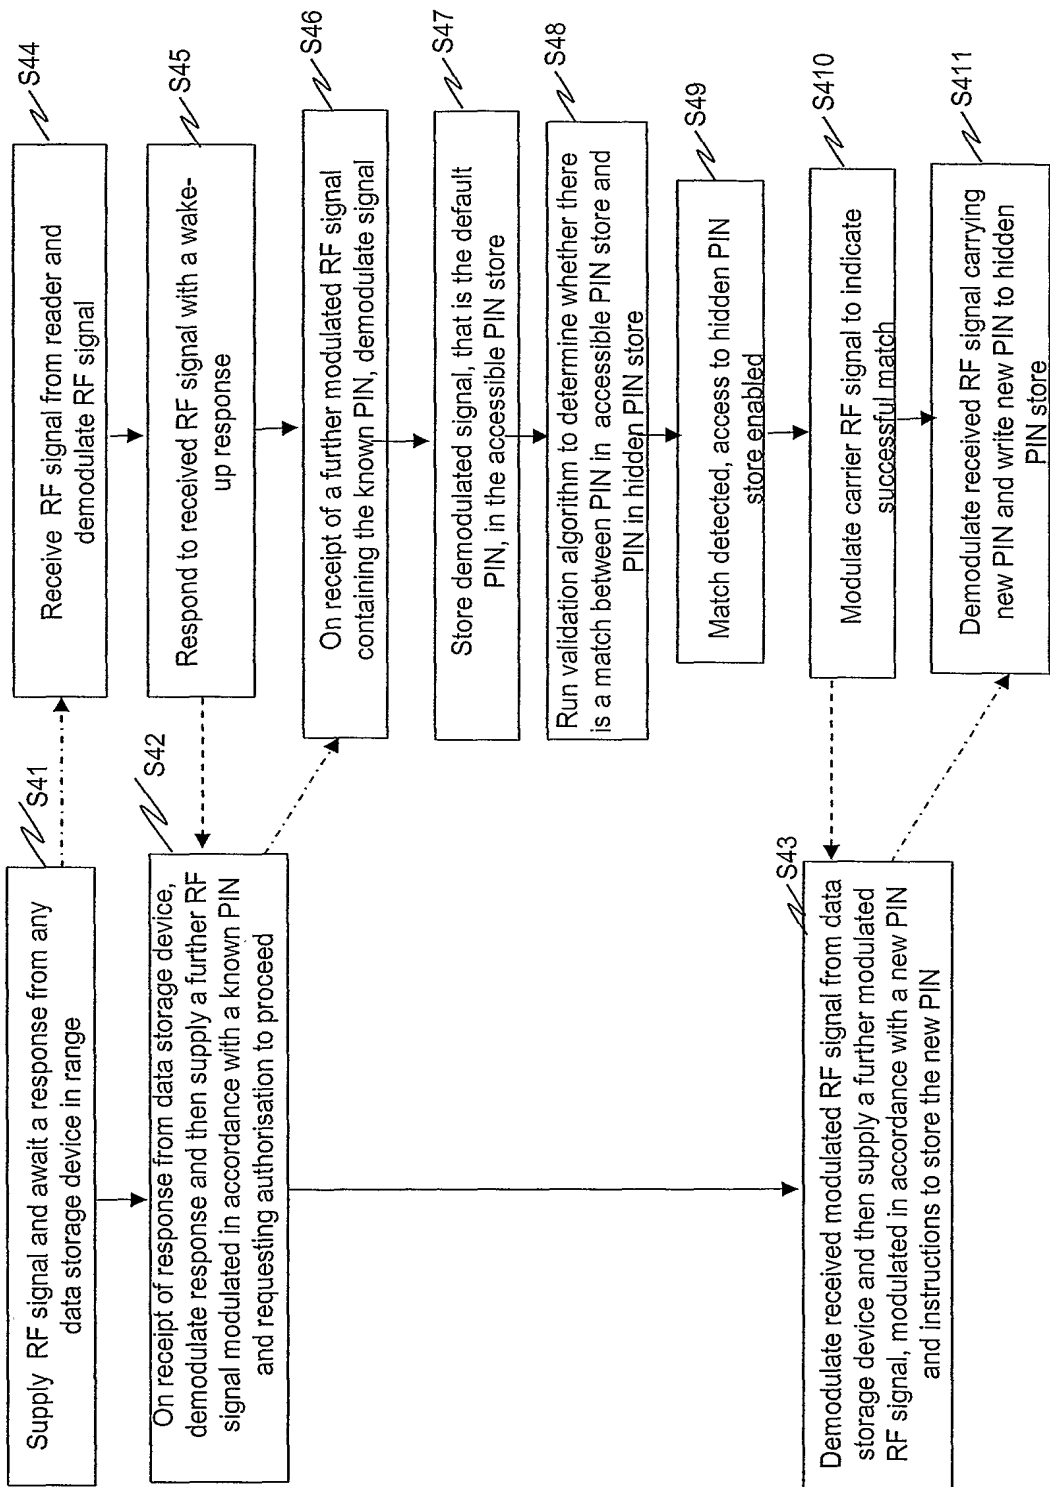 S41
Supply RF signal and await a response from any
data storage device in range
S42
On receipt of response from data storage device,
demodulate response and then supply a further RF
signal modulated in accordance with a known PIN
and requesting authorisation to proceed
S43
Demodulate received modulated RF signal from data
storage device and then supply a further modulated
RF signal, modulated in accordance with a new PIN
and instructions to store the new PIN
S44
Receive RF signal from reader and
demodulate RF signal
S45
Respond to received RF signal with a wake-
up response
S46
On receipt of a further modulated RF signal
containing the known PIN, demodulate signal
S47
Store demodulated signal, that is the default
PIN, in the accessible PIN store
S48
Run validation algorithm to determine whether there
is a match between PIN in accessible PIN store and
PIN in hidden PIN store
S49
Match detected, access to hidden PIN
store enabled
S410
Modulate carrier RF signal to indicate
successful match
S411
Demodulate received RF signal carrying
new PIN and write new PIN to hidden
PIN store